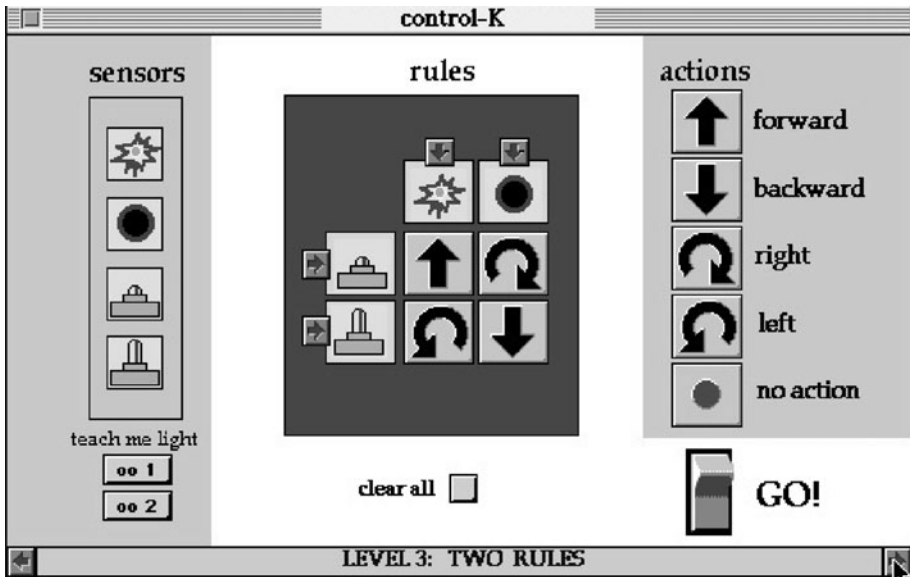 control-K
sensors
rules
actions
forward
backward
right
left
no action
teach me light
oo 1
oo 2
clear all
GO!
LEVEL 3: TWO RULES